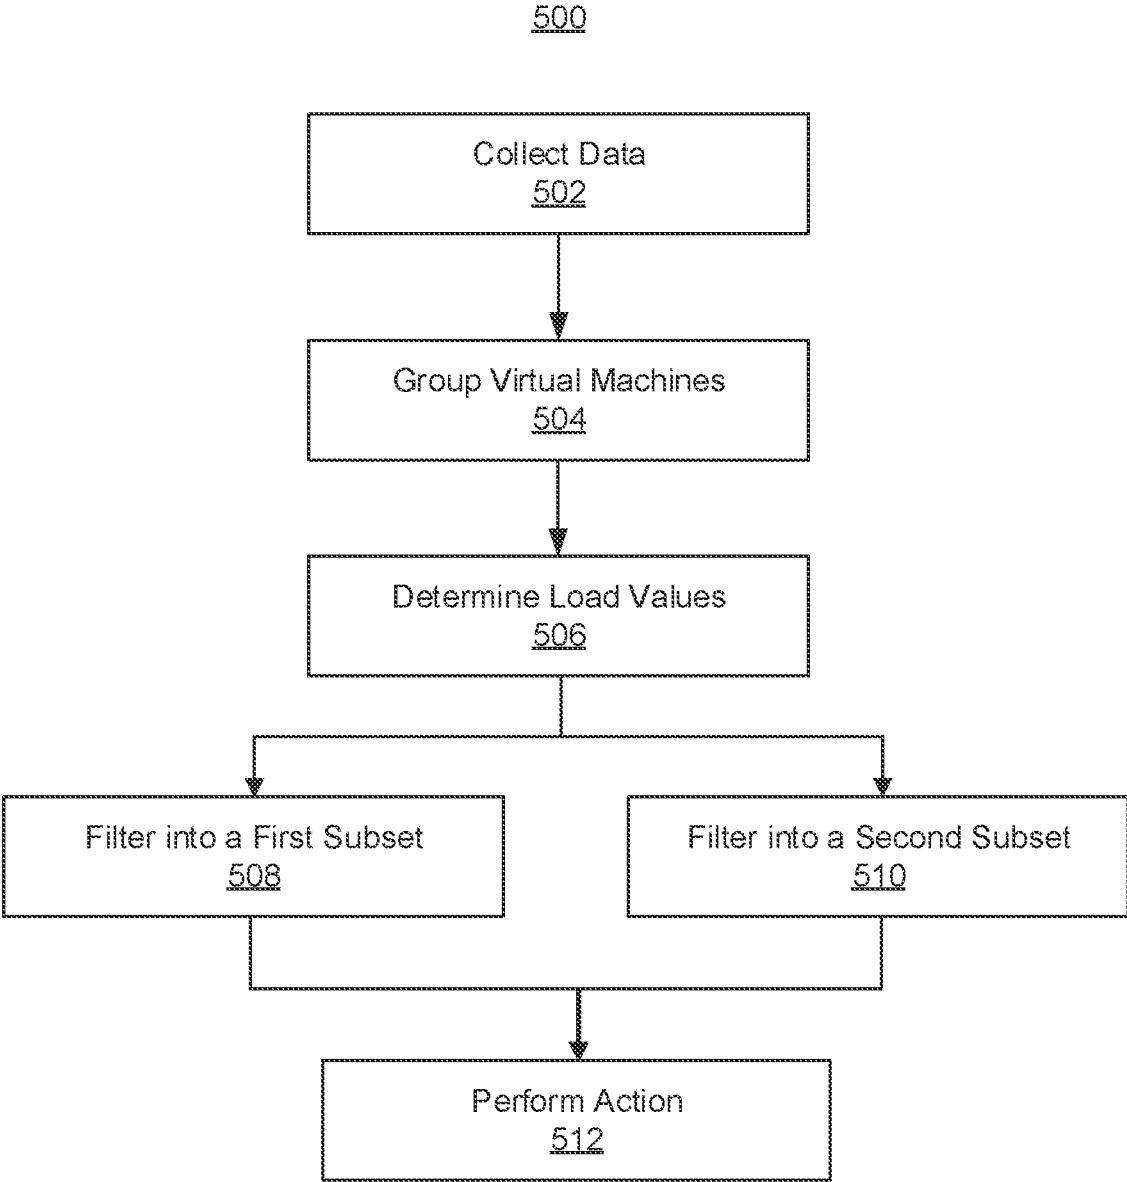 500
Collect Data
502
Group Virtual Machines
504
Determine Load Values
506
Filter into a First Subset
508
Filter into a Second Subset
510
Perform Action
512